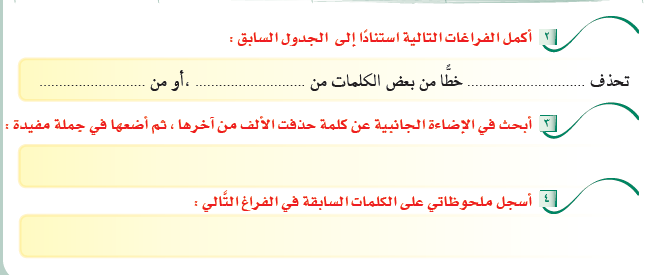 ٢ أكمل الفراغات التالية استنادًا إلى الجدول السابق :
تحذف .............................. خطًّا من بعض الكلمات من ............................ ،أو من ............................
٣ أبحث في الإضاءة الجانبية عن كلمة حذفت الألف من آخرها ، ثم أضعها في جملة مفيدة :
٤ أسجل ملحوظاتي على الكلمات السابقة في الفراغ التَّالي :